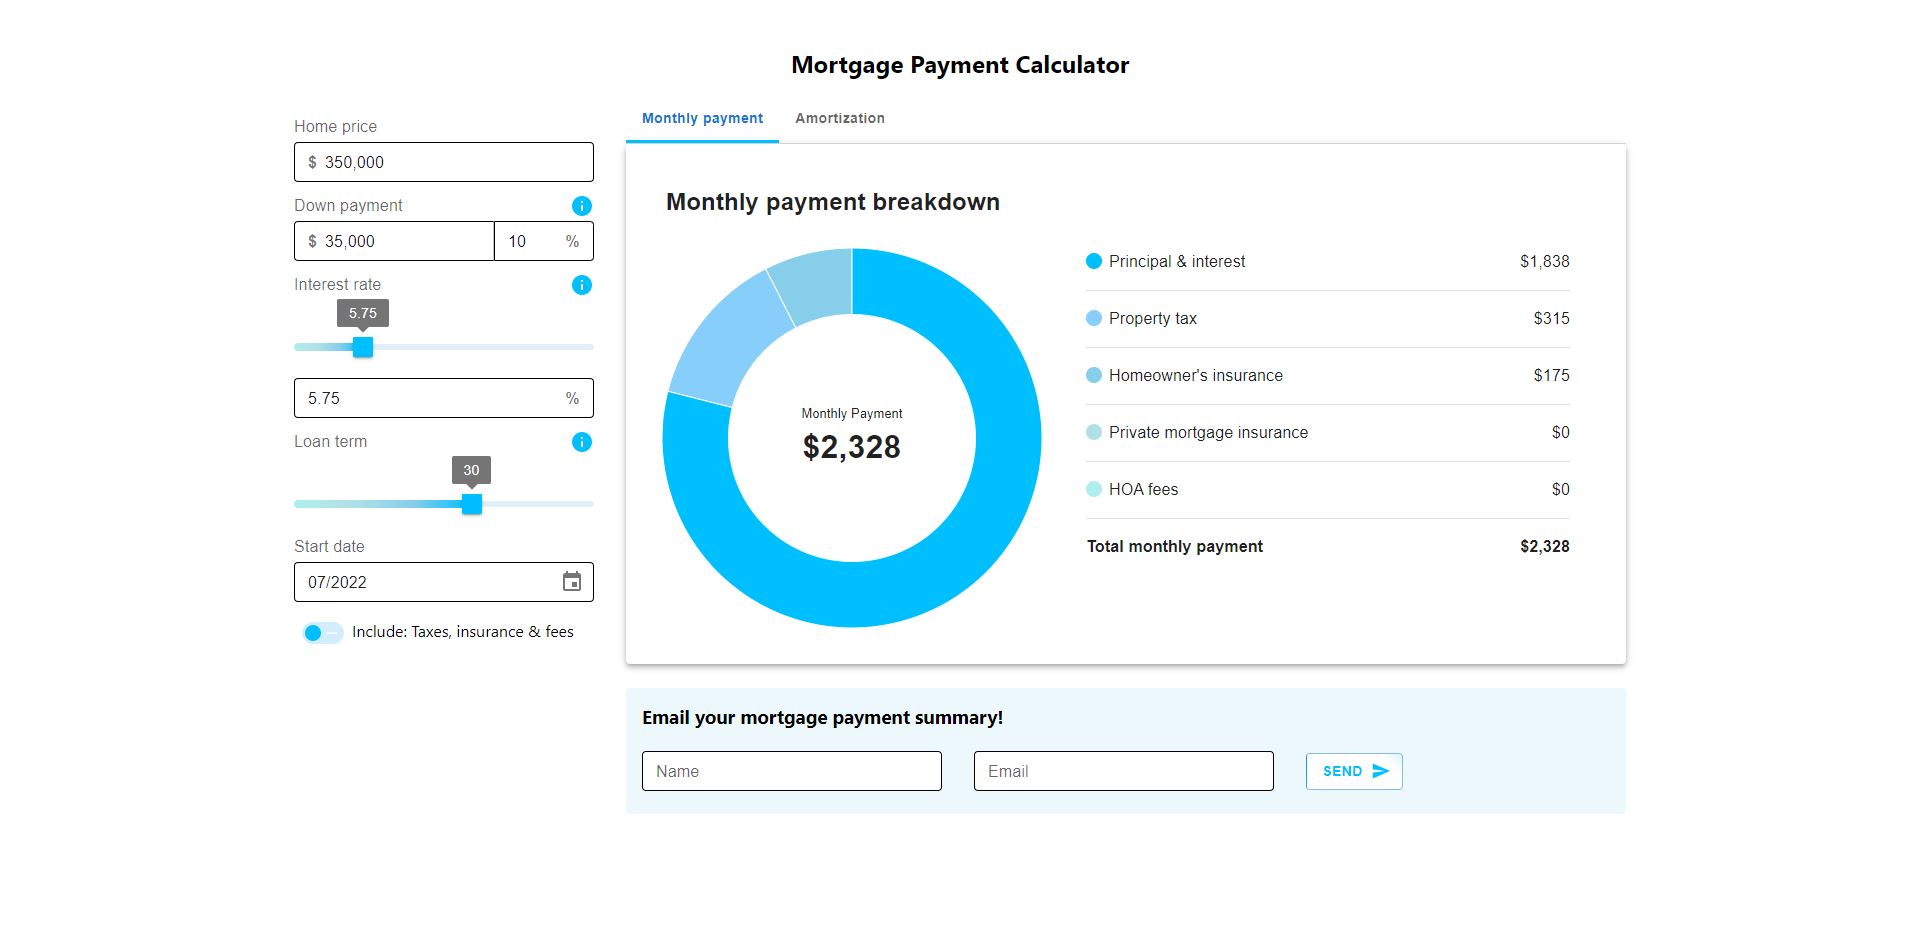 Mortgage Payment Calculator
Home price
$ 350,000
Down payment
$ 35,000 10 %
Interest rate
5.75
5.75 %
Loan term
30
Start date
07/2022
Include: Taxes, insurance & fees
Monthly payment Amortization
Monthly payment breakdown
Monthly Payment
$2,328
Principal & interest $1,838
Property tax $315
Homeowner's insurance $175
Private mortgage insurance $0
HOA fees $0
Total monthly payment $2,328
Email your mortgage payment summary!
Name Email SEND